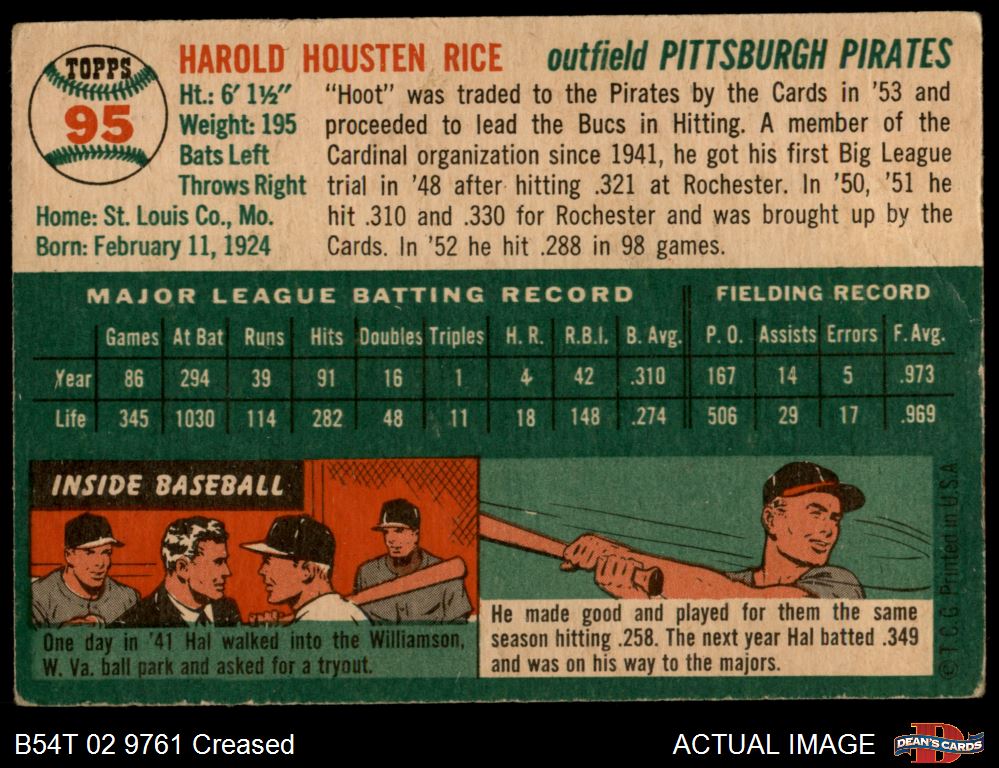 TOPPS
95
HAROLD HOUSTEN RICE outfield PITTSBURGH PIRATES
Ht.: 6' 1½"
Weight: 195
Bats Left
Throws Right
Home: St. Louis Co., Mo.
Born: February 11, 1924
"Hoot" was traded to the Pirates by the Cards in '53 and
proceeded to lead the Bucs in Hitting. A member of the
Cardinal organization since 1941, he got his first Big League
trial in '48 after hitting .321 at Rochester. In '50, '51 he
hit .310 and .330 for Rochester and was brought up by the
Cards. In '52 he hit .288 in 98 games.
MAJOR LEAGUE BATTING RECORD FIELDING RECORD
Games At Bat Runs Hits Doubles Triples H. R. R.B.I. B. Avg. P. O. Assists Errors F. Avg.
Year 86 294 39 91 16 1 4 42 .310 167 14 5 .973
Life 345 1030 114 282 48 11 18 148 .274 506 29 17 .969
INSIDE BASEBALL
One day in '41 Hal walked into the Williamson,
W. Va. ball park and asked for a tryout.
He made good and played for them the same
season hitting .258. The next year Hal batted .349
and was on his way to the majors.
© T.C.G. Printed in U.S.A.
B54T 02 9761 Creased
ACTUAL IMAGE
DEAN'S CARDS